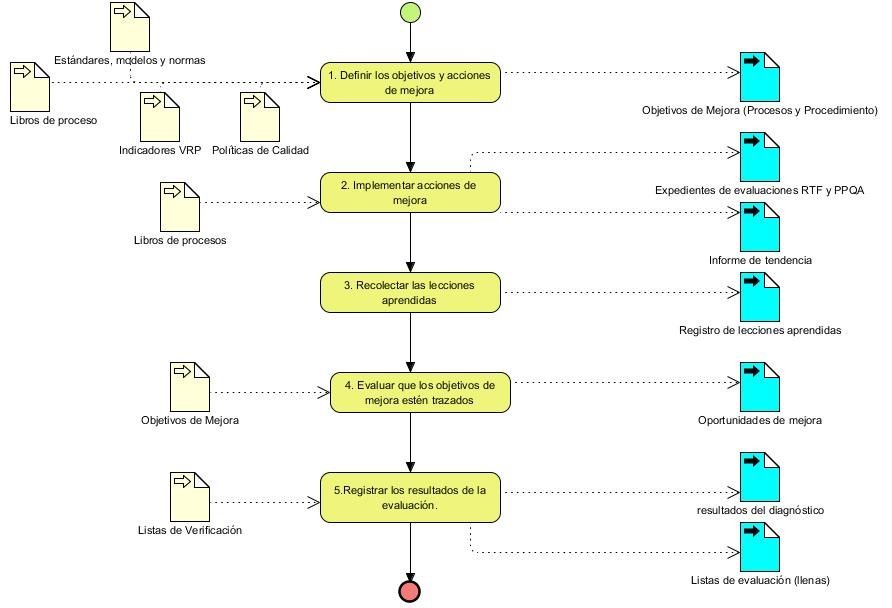 Estándares, modelos y normas
Libros de proceso
Indicadores VRP
Políticas de Calidad
1. Definir los objetivos y acciones
de mejora
Objetivos de Mejora (Procesos y Procedimiento)
Libros de procesos
2. Implementar acciones de
mejora
Expedientes de evaluaciones RTF y PPQA
Informe de tendencia
3. Recolectar las lecciones
aprendidas
Registro de lecciones aprendidas
Objetivos de Mejora
4. Evaluar que los objetivos de
mejora estén trazados
Oportunidades de mejora
Listas de Verificación
5.Registrar los resultados de la
evaluación.
resultados del diagnóstico
Listas de evaluación (llenas)